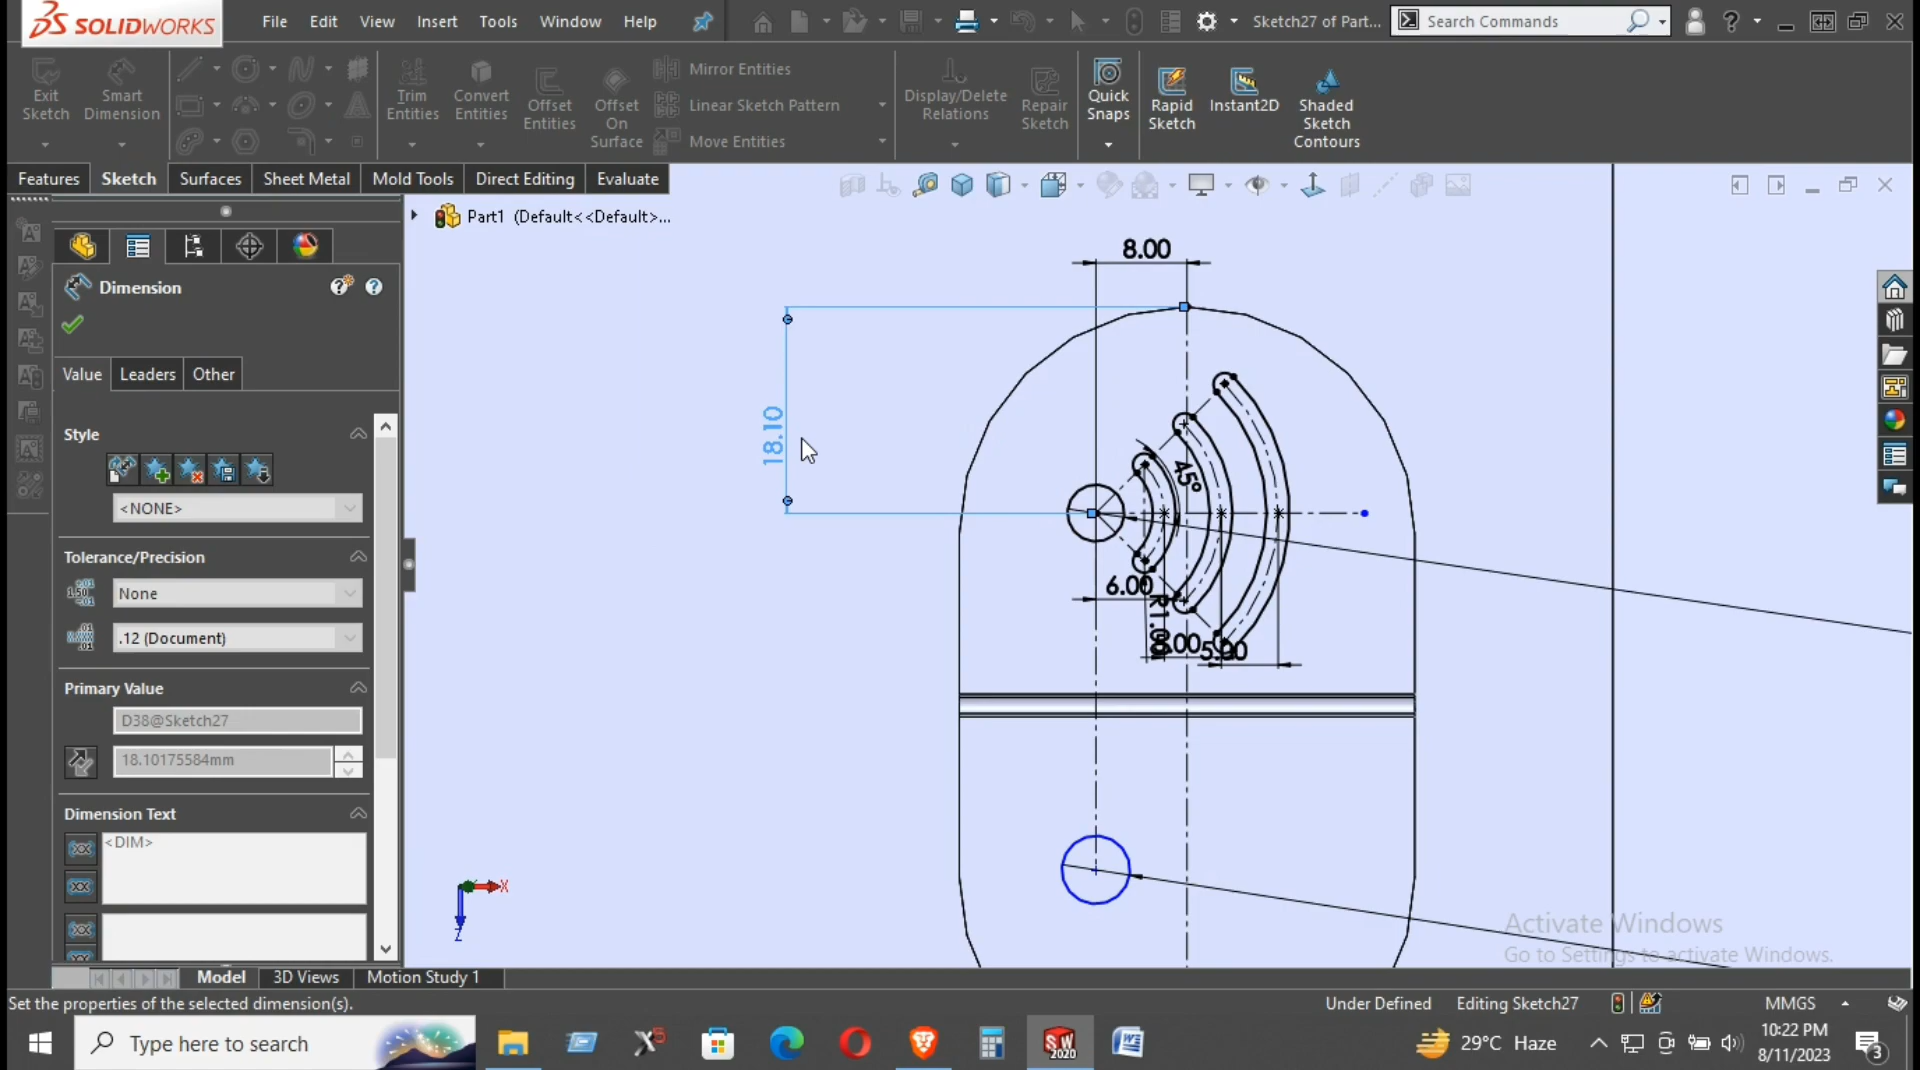 SOLIDWORKS File Edit View Insert Tools Window Help Sketch27 of Part... Search Commands
Exit Sketch
Smart Dimension
Trim Entities
Convert Entities
Offset Entities
Offset On Surface
Mirror Entities
Linear Sketch Pattern
Move Entities
Display/Delete Relations
Repair Sketch
Quick Snaps
Rapid Sketch
Instant2D
Shaded Sketch Contours
Features Sketch Surfaces Sheet Metal Mold Tools Direct Editing Evaluate
Part1 (Default<<Default>...
Dimension
Value Leaders Other
Style
<NONE>
Tolerance/Precision
None
.12 (Document)
Primary Value
D38@Sketch27
18.10175584mm
Dimension Text
<DIM>
8.00
18.10
45°
6.00
5.00
X
Z
Activate Windows
Go to Settings to activate Windows.
Model 3D Views Motion Study 1
Set the properties of the selected dimension(s). Under Defined Editing Sketch27 MMGS
Type here to search
SW 2020
29°C Haze
10:22 PM
8/11/2023
3